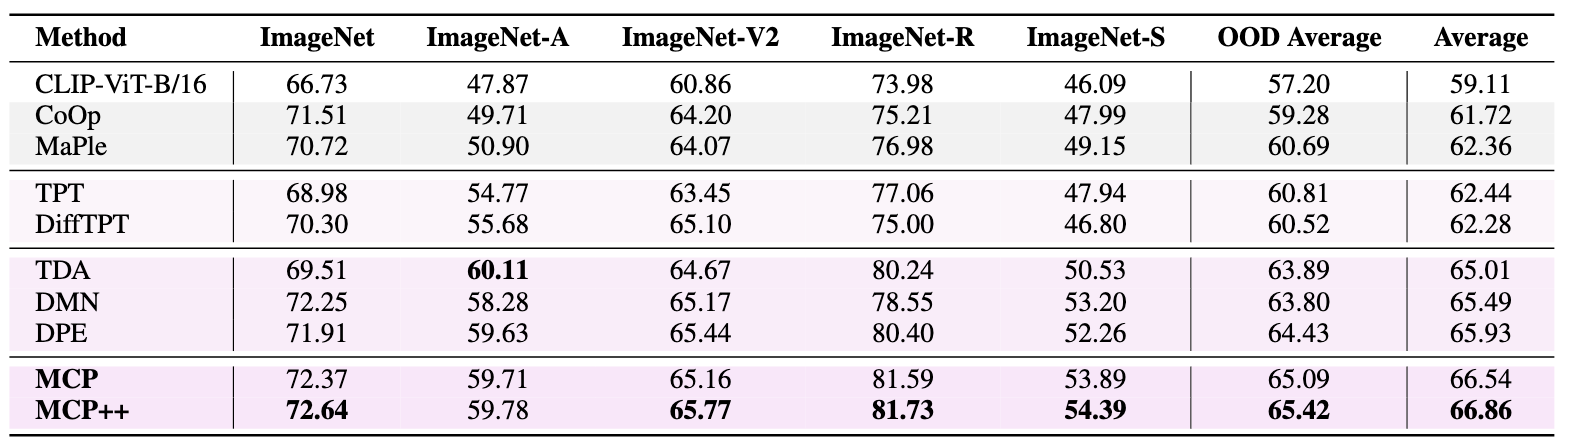 Method ImageNet ImageNet-A ImageNet-V2 ImageNet-R ImageNet-S OOD Average Average
CLIP-ViT-B/16 66.73 47.87 60.86 73.98 46.09 57.20 59.11
CoOp 71.51 49.71 64.20 75.21 47.99 59.28 61.72
MaPle 70.72 50.90 64.07 76.98 49.15 60.69 62.36
TPT 68.98 54.77 63.45 77.06 47.94 60.81 62.44
DiffTPT 70.30 55.68 65.10 75.00 46.80 60.52 62.28
TDA 69.51 60.11 64.67 80.24 50.53 63.89 65.01
DMN 72.25 58.28 65.17 78.55 53.20 63.80 65.49
DPE 71.91 59.63 65.44 80.40 52.26 64.43 65.93
MCP 72.37 59.71 65.16 81.59 53.89 65.09 66.54
MCP++ 72.64 59.78 65.77 81.73 54.39 65.42 66.86